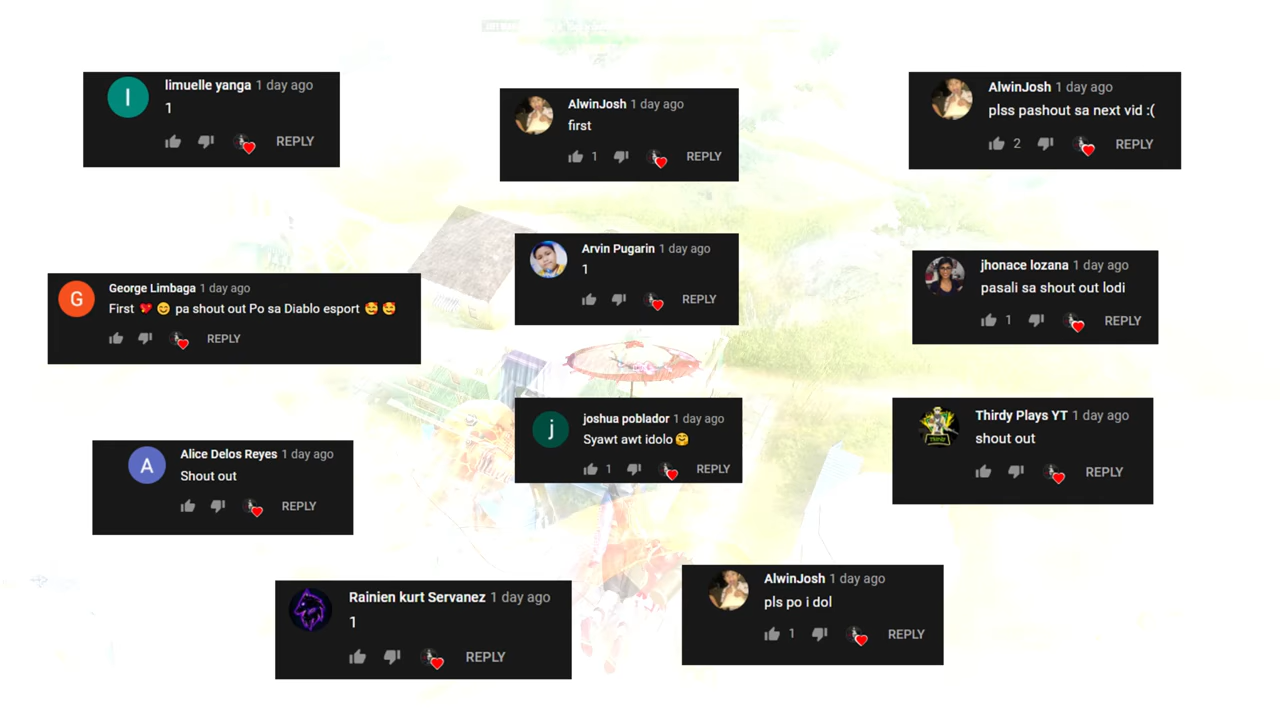 limuelle yanga 1 day ago
1
REPLY
AlwinJosh 1 day ago
first
1 REPLY
AlwinJosh 1 day ago
plss pashout sa next vid :(
2 REPLY
George Limbaga 1 day ago
First 💘 😊 pa shout out Po sa Diablo esport 🥰 🥰
REPLY
Arvin Pugarin 1 day ago
1
REPLY
jhonace lozana 1 day ago
pasali sa shout out lodi
1 REPLY
Alice Delos Reyes 1 day ago
Shout out
REPLY
joshua poblador 1 day ago
Syawt awt idolo 🤗
1 REPLY
Thirdy Plays YT 1 day ago
shout out
REPLY
Rainien kurt Servanez 1 day ago
1
REPLY
AlwinJosh 1 day ago
pls po i dol
1 REPLY